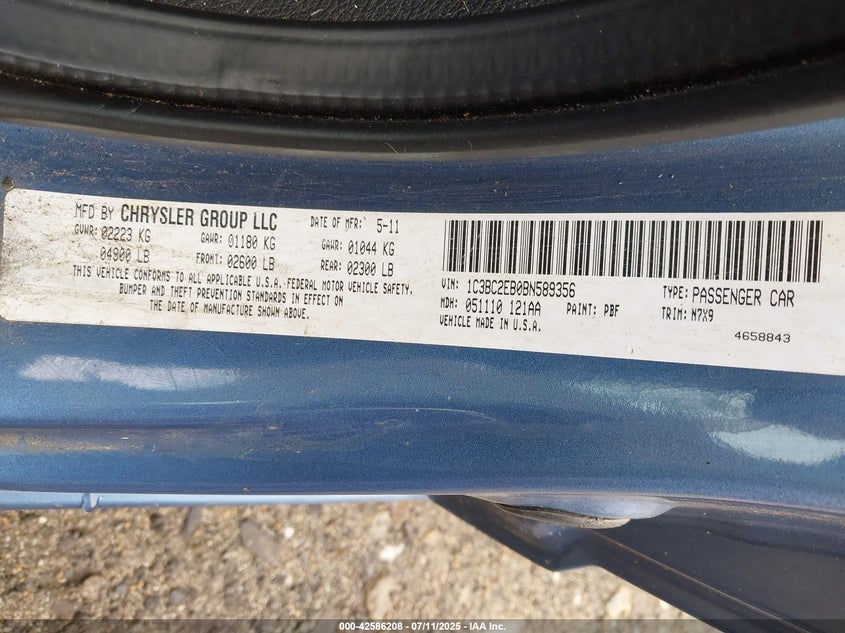 MFD BY CHRYSLER GROUP LLC DATE OF MFR: 5-11
GVWR: 02223 KG GAWR: 01180 KG GAWR: 01044 KG
04900 LB FRONT: 02600 LB REAR: 02300 LB
THIS VEHICLE CONFORMS TO ALL APPLICABLE U.S.A. FEDERAL MOTOR VEHICLE SAFETY,
BUMPER AND THEFT PREVENTION STANDARDS IN EFFECT ON
THE DATE OF MANUFACTURE SHOWN ABOVE.
VIN: 1C3BC2EB0BN589356 TYPE: PASSENGER CAR
MDH: 051110 121AA PAINT: PBF TRIM: N7X9
VEHICLE MADE IN U.S.A.
4658843
000-42586208 - 07/11/2025 - IAA Inc.